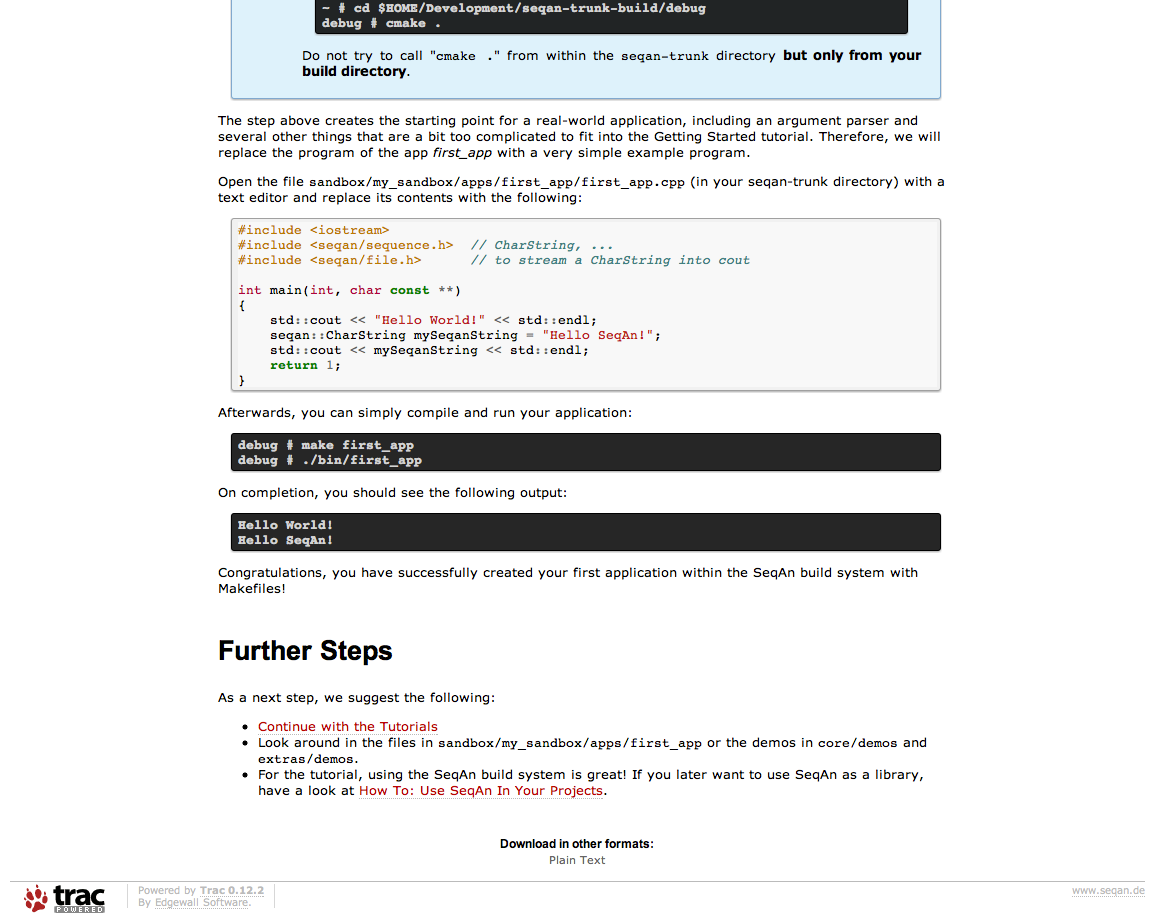 ~ # cd $HOME/Development/seqan-trunk-build/debug
debug # cmake .
Do not try to call "cmake ." from within the seqan-trunk directory but only from your
build directory.
The step above creates the starting point for a real-world application, including an argument parser and
several other things that are a bit too complicated to fit into the Getting Started tutorial. Therefore, we will
replace the program of the app first_app with a very simple example program.
Open the file sandbox/my_sandbox/apps/first_app/first_app.cpp (in your seqan-trunk directory) with a
text editor and replace its contents with the following:
#include <iostream>
#include <seqan/sequence.h>  // CharString, ...
#include <seqan/file.h>      // to stream a CharString into cout
int main(int, char const **)
{
    std::cout << "Hello World!" << std::endl;
    seqan::CharString mySeqanString = "Hello SeqAn!";
    std::cout << mySeqanString << std::endl;
    return 1;
}
Afterwards, you can simply compile and run your application:
debug # make first_app
debug # ./bin/first_app
On completion, you should see the following output:
Hello World!
Hello SeqAn!
Congratulations, you have successfully created your first application within the SeqAn build system with
Makefiles!
Further Steps
As a next step, we suggest the following:
• Continue with the Tutorials
• Look around in the files in sandbox/my_sandbox/apps/first_app or the demos in core/demos and
extras/demos.
• For the tutorial, using the SeqAn build system is great! If you later want to use SeqAn as a library,
have a look at How To: Use SeqAn In Your Projects.
Download in other formats:
Plain Text
trac
POWERED
Powered by Trac 0.12.2
By Edgewall Software.
www.seqan.de